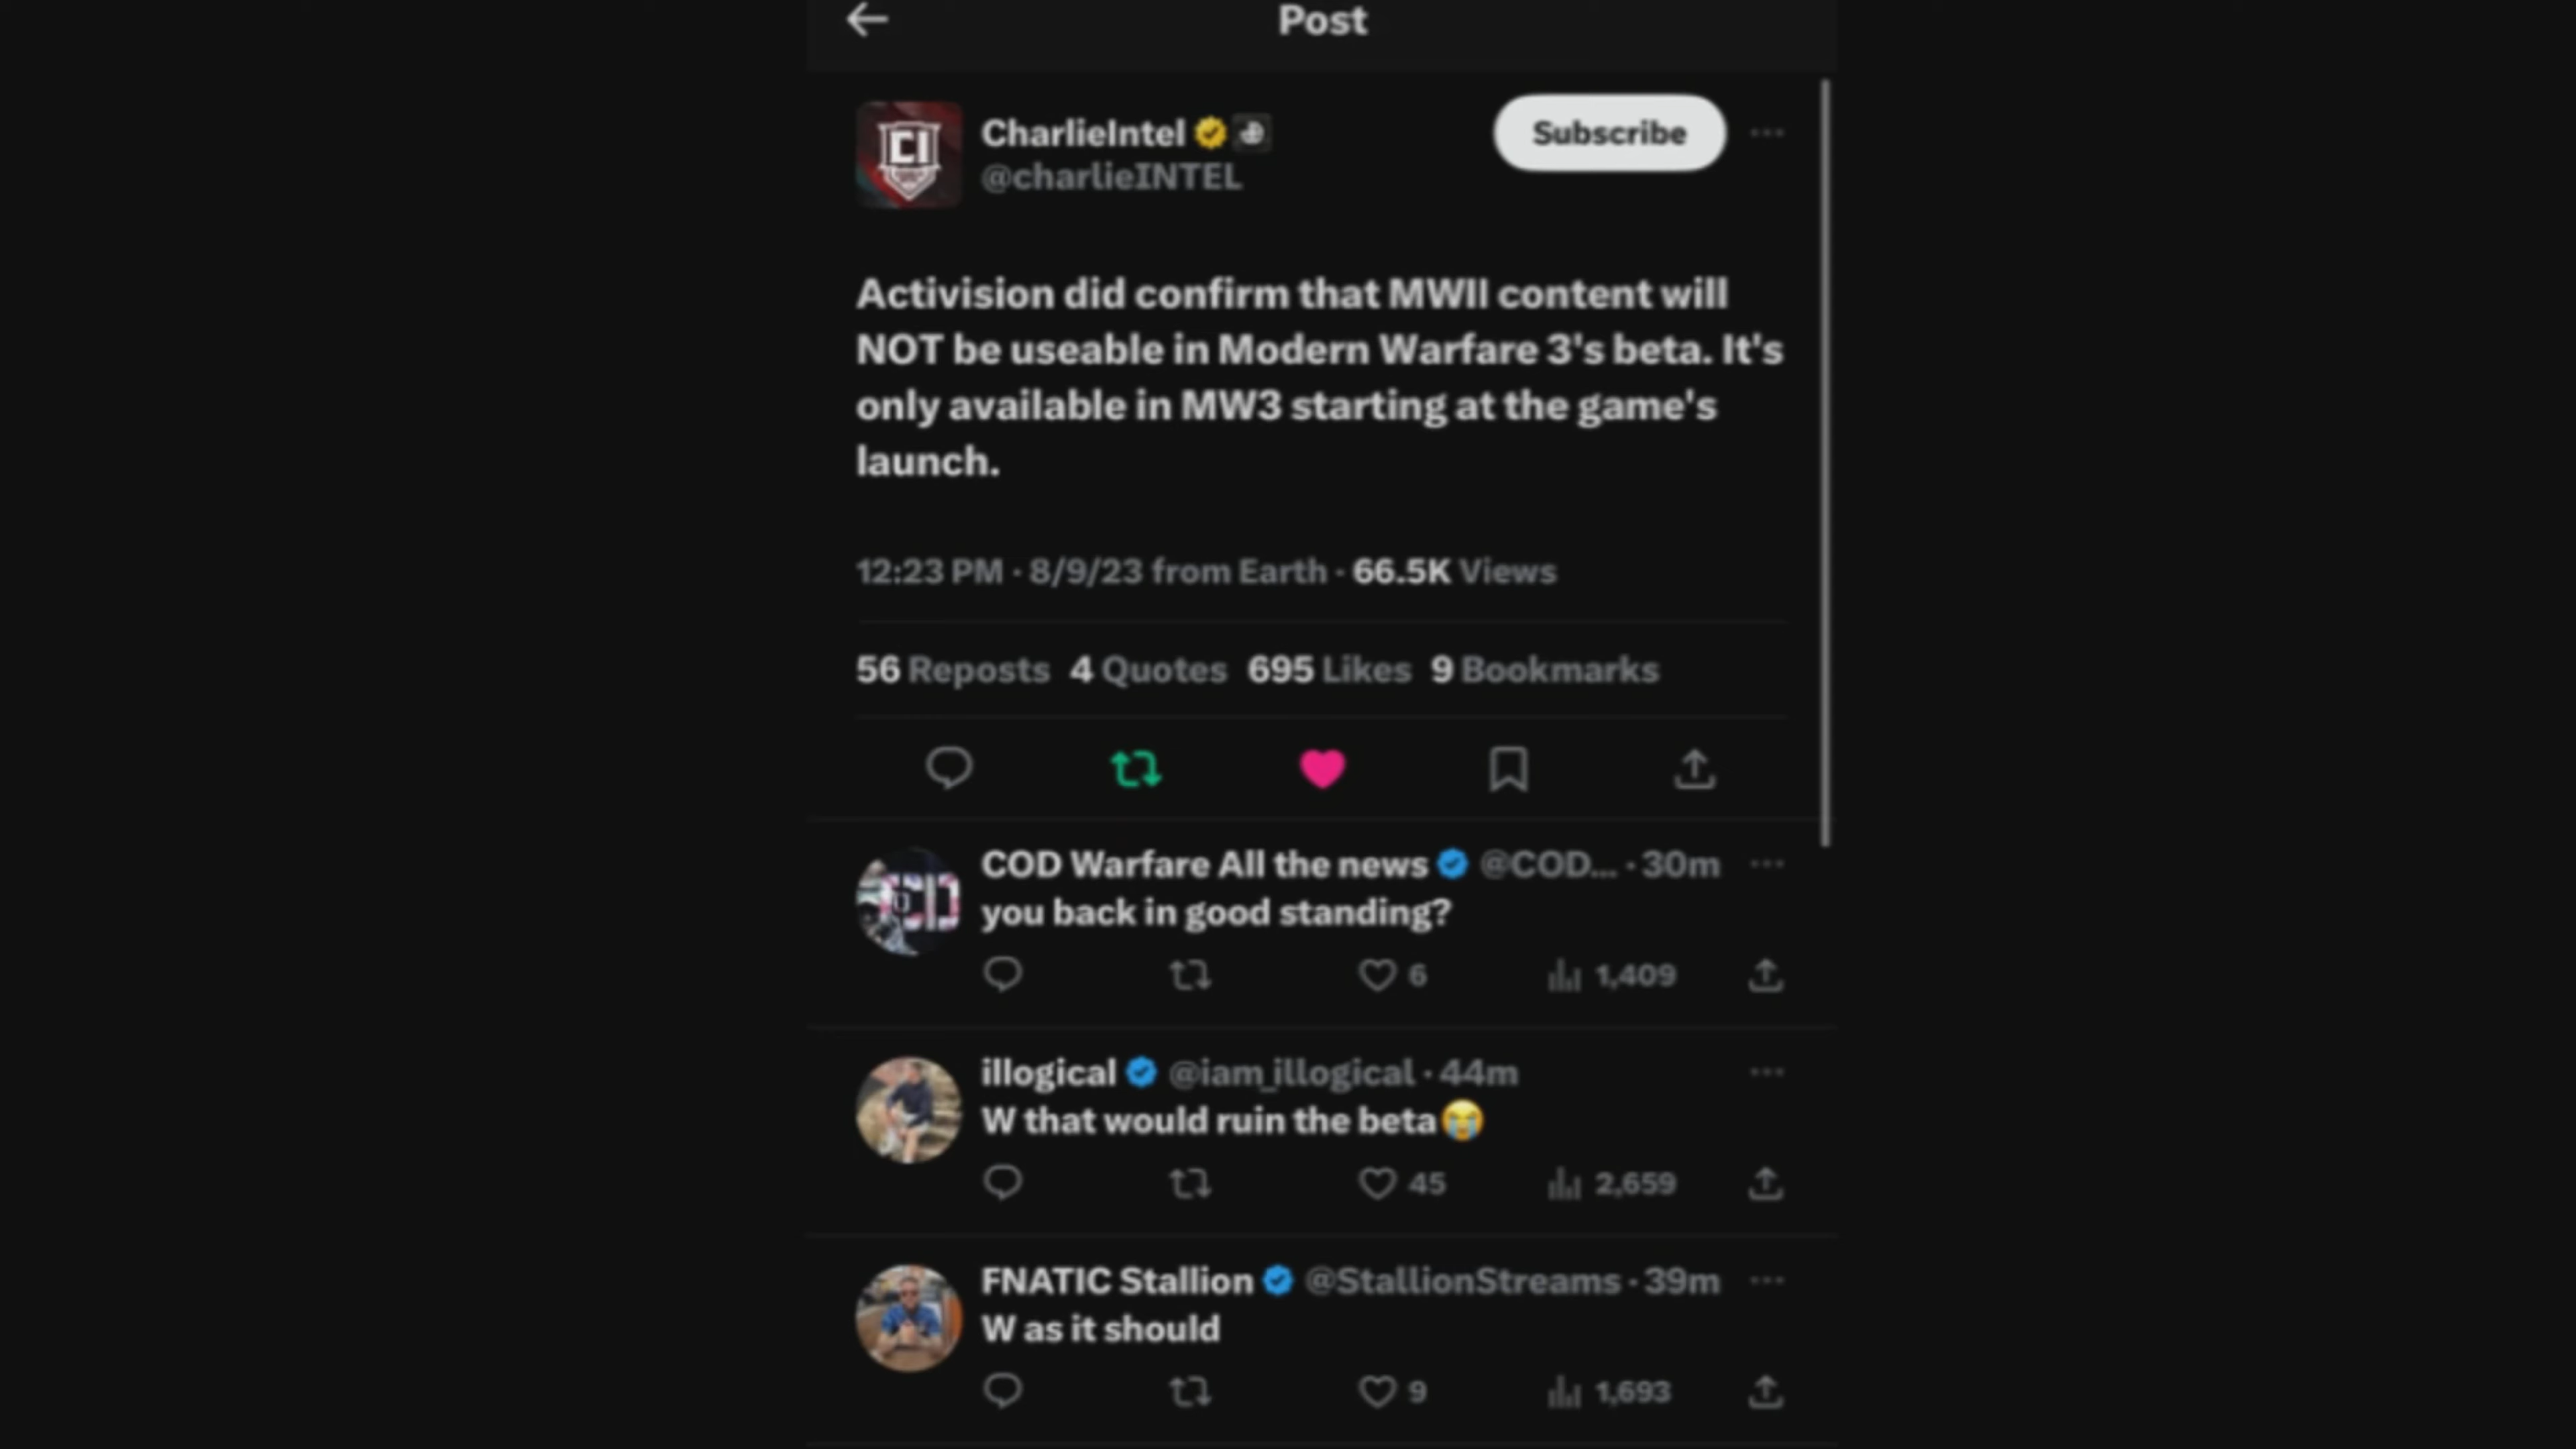 Post
CI
CharlieIntel
Subscribe
@charlieINTEL
Activision did confirm that MWII content will
NOT be useable in Modern Warfare 3's beta. It's
only available in MW3 starting at the game's
launch.
12:23 PM · 8/9/23 from Earth · 66.5K Views
56 Reposts 4 Quotes 695 Likes 9 Bookmarks
COD Warfare All the news @COD... · 30m
you back in good standing?
6 1,409
illogical @iam_illogical · 44m
W that would ruin the beta😭
45 2,659
FNATIC Stallion @StallionStreams · 39m
W as it should
9 1,693